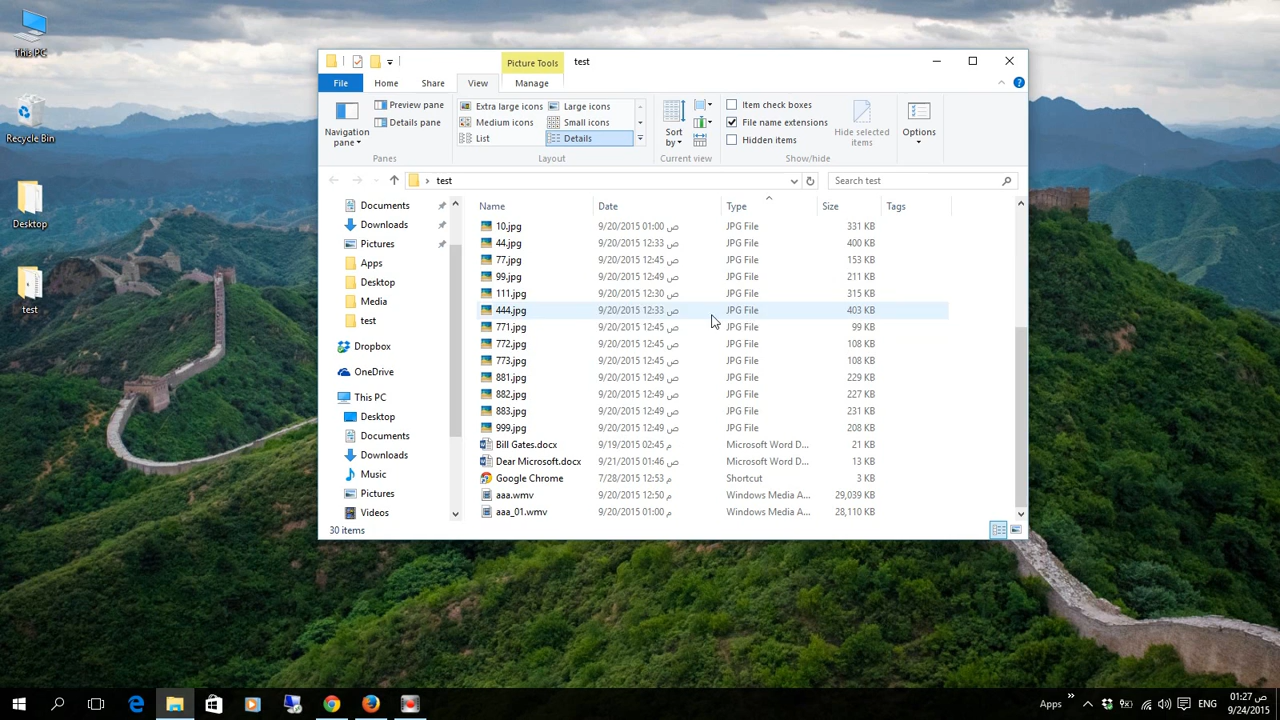 This PC
Recycle Bin
Desktop
test
Picture Tools
test
File
Home
Share
View
Manage
Navigation pane
Preview pane
Details pane
Panes
Extra large icons
Large icons
Medium icons
Small icons
List
Details
Layout
Sort by
Current view
Item check boxes
File name extensions
Hidden items
Hide selected items
Show/hide
Options
test
Search test
Documents
Downloads
Pictures
Apps
Desktop
Media
test
Dropbox
OneDrive
This PC
Desktop
Documents
Downloads
Music
Pictures
Videos
Name Date Type Size Tags
10.jpg 9/20/2015 01:00 ص JPG File 331 KB
44.jpg 9/20/2015 12:33 ص JPG File 400 KB
77.jpg 9/20/2015 12:45 ص JPG File 153 KB
99.jpg 9/20/2015 12:49 ص JPG File 211 KB
111.jpg 9/20/2015 12:30 ص JPG File 315 KB
444.jpg 9/20/2015 12:33 ص JPG File 403 KB
771.jpg 9/20/2015 12:45 ص JPG File 99 KB
772.jpg 9/20/2015 12:45 ص JPG File 108 KB
773.jpg 9/20/2015 12:45 ص JPG File 108 KB
881.jpg 9/20/2015 12:49 ص JPG File 229 KB
882.jpg 9/20/2015 12:49 ص JPG File 227 KB
883.jpg 9/20/2015 12:49 ص JPG File 231 KB
999.jpg 9/20/2015 12:49 ص JPG File 208 KB
Bill Gates.docx 9/19/2015 02:45 م Microsoft Word D... 21 KB
Dear Microsoft.docx 9/21/2015 01:46 ص Microsoft Word D... 13 KB
Google Chrome 7/28/2015 12:53 م Shortcut 3 KB
aaa.wmv 9/20/2015 12:50 م Windows Media A... 29,039 KB
aaa_01.wmv 9/20/2015 01:00 م Windows Media A... 28,110 KB
30 items
Apps
ENG
01:27 ص
9/24/2015